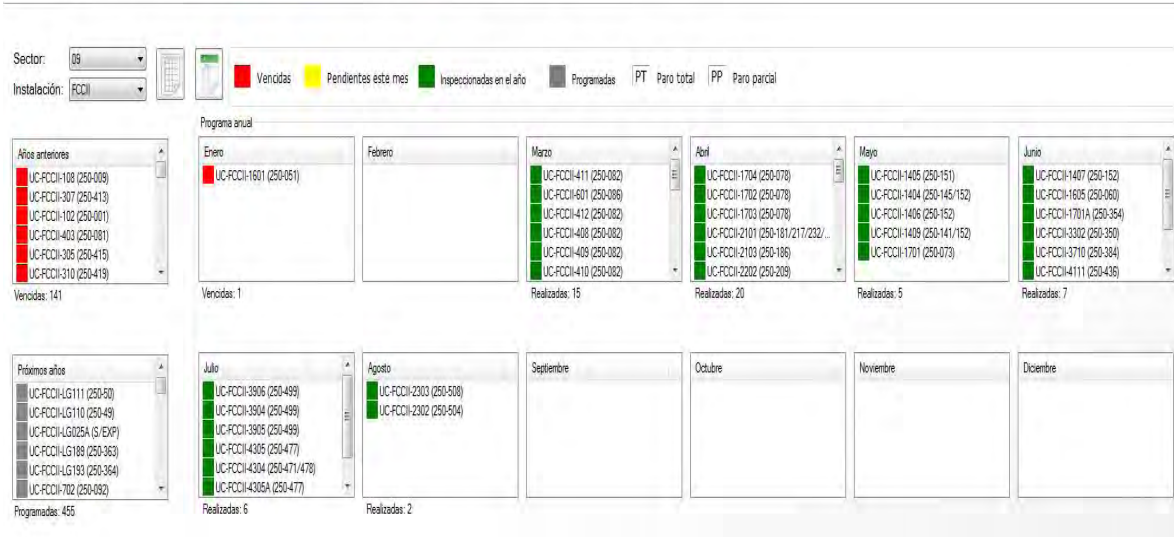 Sector: 09
Instalación: FCCII
Vencidas Pendientes este mes Inspeccionadas en el año Programadas PT Paro total PP Paro parcial
Programa anual
Años anteriores
UC-FCCII-108 (250-009)
UC-FCCII-307 (250-413)
UC-FCCII-102 (250-001)
UC-FCCII-403 (250-081)
UC-FCCII-305 (250-415)
UC-FCCII-310 (250-419)
Vencidas: 141
Enero
UC-FCCII-1601 (250-051)
Vencidas: 1
Febrero
Marzo
UC-FCCII-411 (250-082)
UC-FCCII-601 (250-086)
UC-FCCII-412 (250-082)
UC-FCCII-408 (250-082)
UC-FCCII-409 (250-082)
UC-FCCII-410 (250-082)
Realizadas: 15
Abril
UC-FCCII-1704 (250-078)
UC-FCCII-1702 (250-078)
UC-FCCII-1703 (250-078)
UC-FCCII-2101 (250-181/217/232/...
UC-FCCII-2103 (250-186)
UC-FCCII-2202 (250-209)
Realizadas: 20
Mayo
UC-FCCII-1405 (250-151)
UC-FCCII-1404 (250-145/152)
UC-FCCII-1406 (250-152)
UC-FCCII-1409 (250-141/152)
UC-FCCII-1701 (250-073)
Realizadas: 5
Junio
UC-FCCII-1407 (250-152)
UC-FCCII-1605 (250-060)
UC-FCCII-1701A (250-354)
UC-FCCII-3302 (250-350)
UC-FCCII-3710 (250-384)
UC-FCCII-4111 (250-436)
Realizadas: 7
Próximos años
UC-FCCII-LG111 (250-50)
UC-FCCII-LG110 (250-49)
UC-FCCII-LG025A (S/EXP)
UC-FCCII-LG189 (250-363)
UC-FCCII-LG193 (250-364)
UC-FCCII-702 (250-092)
Programadas: 455
Julio
UC-FCCII-3906 (250-499)
UC-FCCII-3904 (250-499)
UC-FCCII-3905 (250-499)
UC-FCCII-4305 (250-477)
UC-FCCII-4304 (250-471/478)
UC-FCCII-4305A (250-477)
Realizadas: 6
Agosto
UC-FCCII-2303 (250-508)
UC-FCCII-2302 (250-504)
Realizadas: 2
Septiembre
Octubre
Noviembre
Diciembre